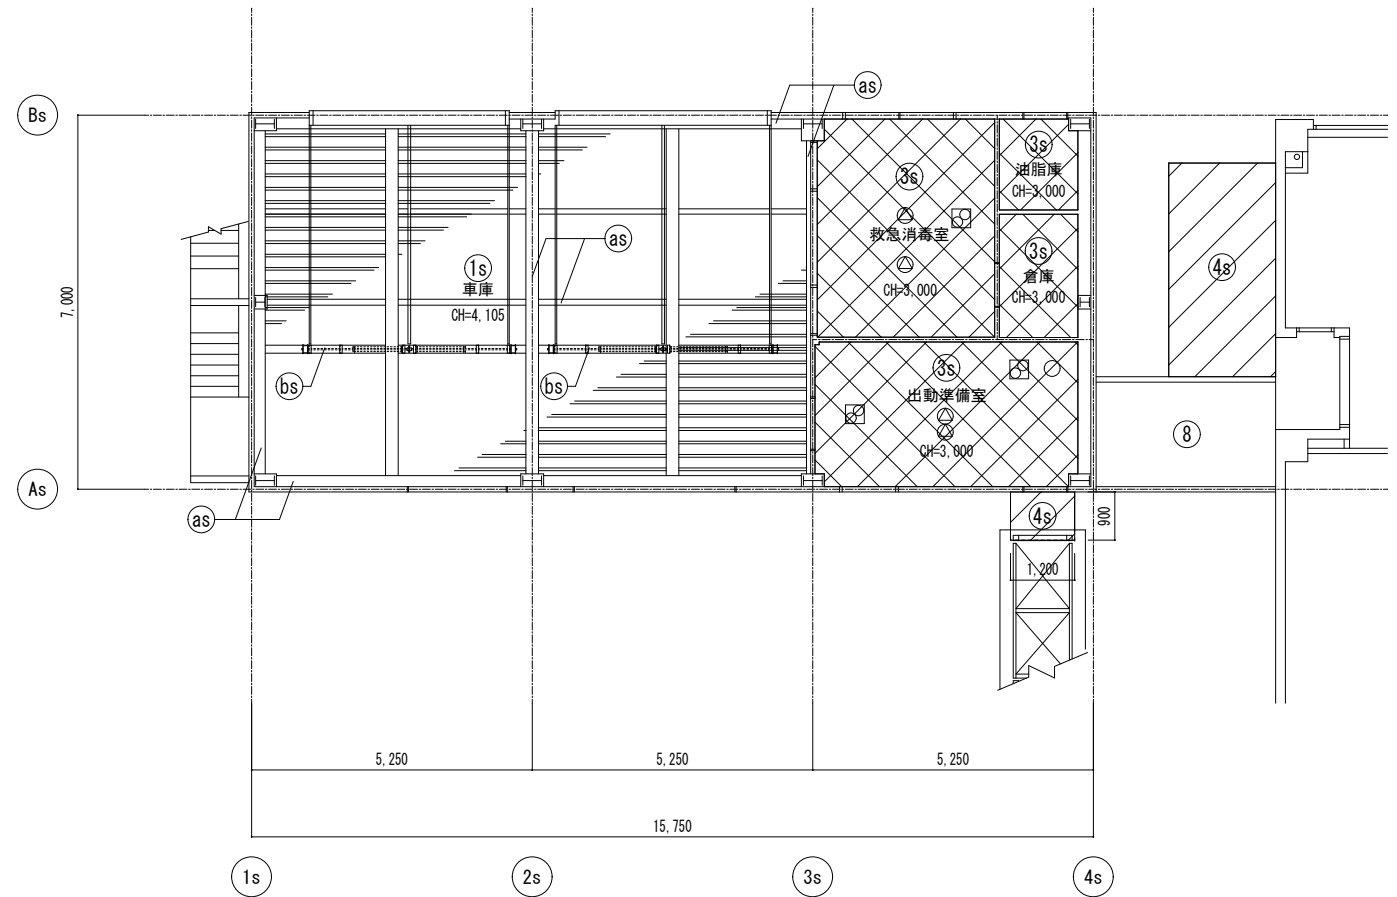 as
Bs
3s
油脂庫
CH=3,000
3s
救急消毒室
CH=3,000
3s
倉庫
CH=3,000
4s
as
1s
車庫
CH=4,105
7,000
bs
bs
3s
出動準備室
CH=3,000
8
As
as
4s
900
1,200
5,250
5,250
5,250
15,750
1s
2s
3s
4s